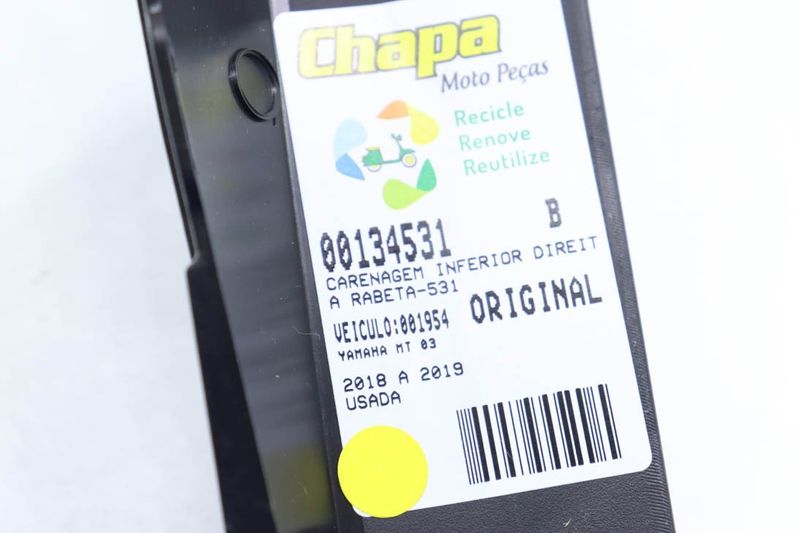 Chapa
Moto Peças
Recicle
Renove
Reutilize
B
00134531
CARENAGEM INFERIOR DIREIT
A RABETA-531
ORIGINAL
VEICULO:001954
YAMAHA MT 03
2018 A 2019
USADA